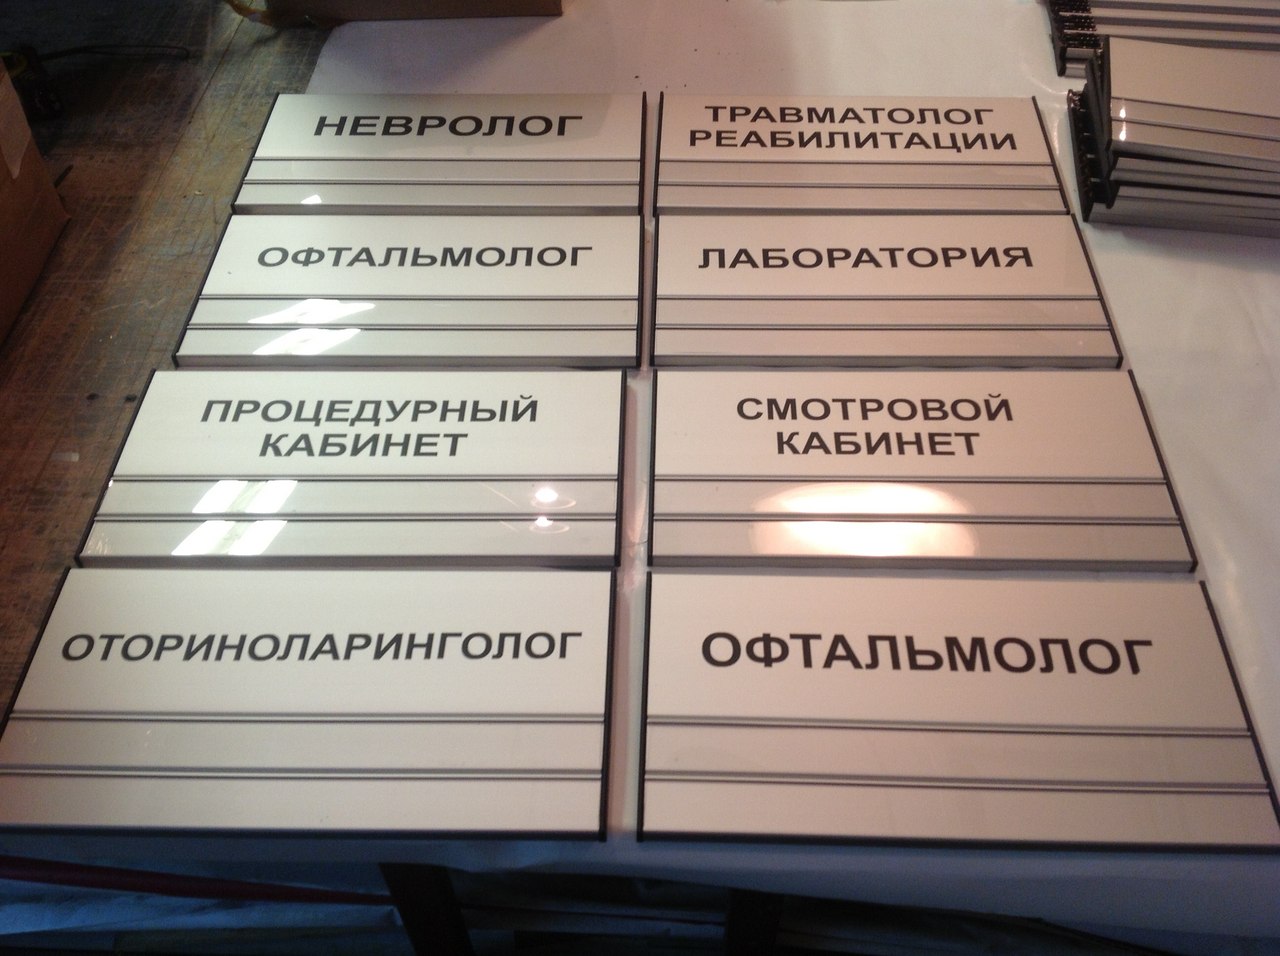 НЕВРОЛОГ
ТРАВМАТОЛОГ
РЕАБИЛИТАЦИИ
ОФТАЛЬМОЛОГ
ЛАБОРАТОРИЯ
ПРОЦЕДУРНЫЙ
КАБИНЕТ
СМОТРОВОЙ
КАБИНЕТ
ОТОРИНОЛАРИНГОЛОГ
ОФТАЛЬМОЛОГ